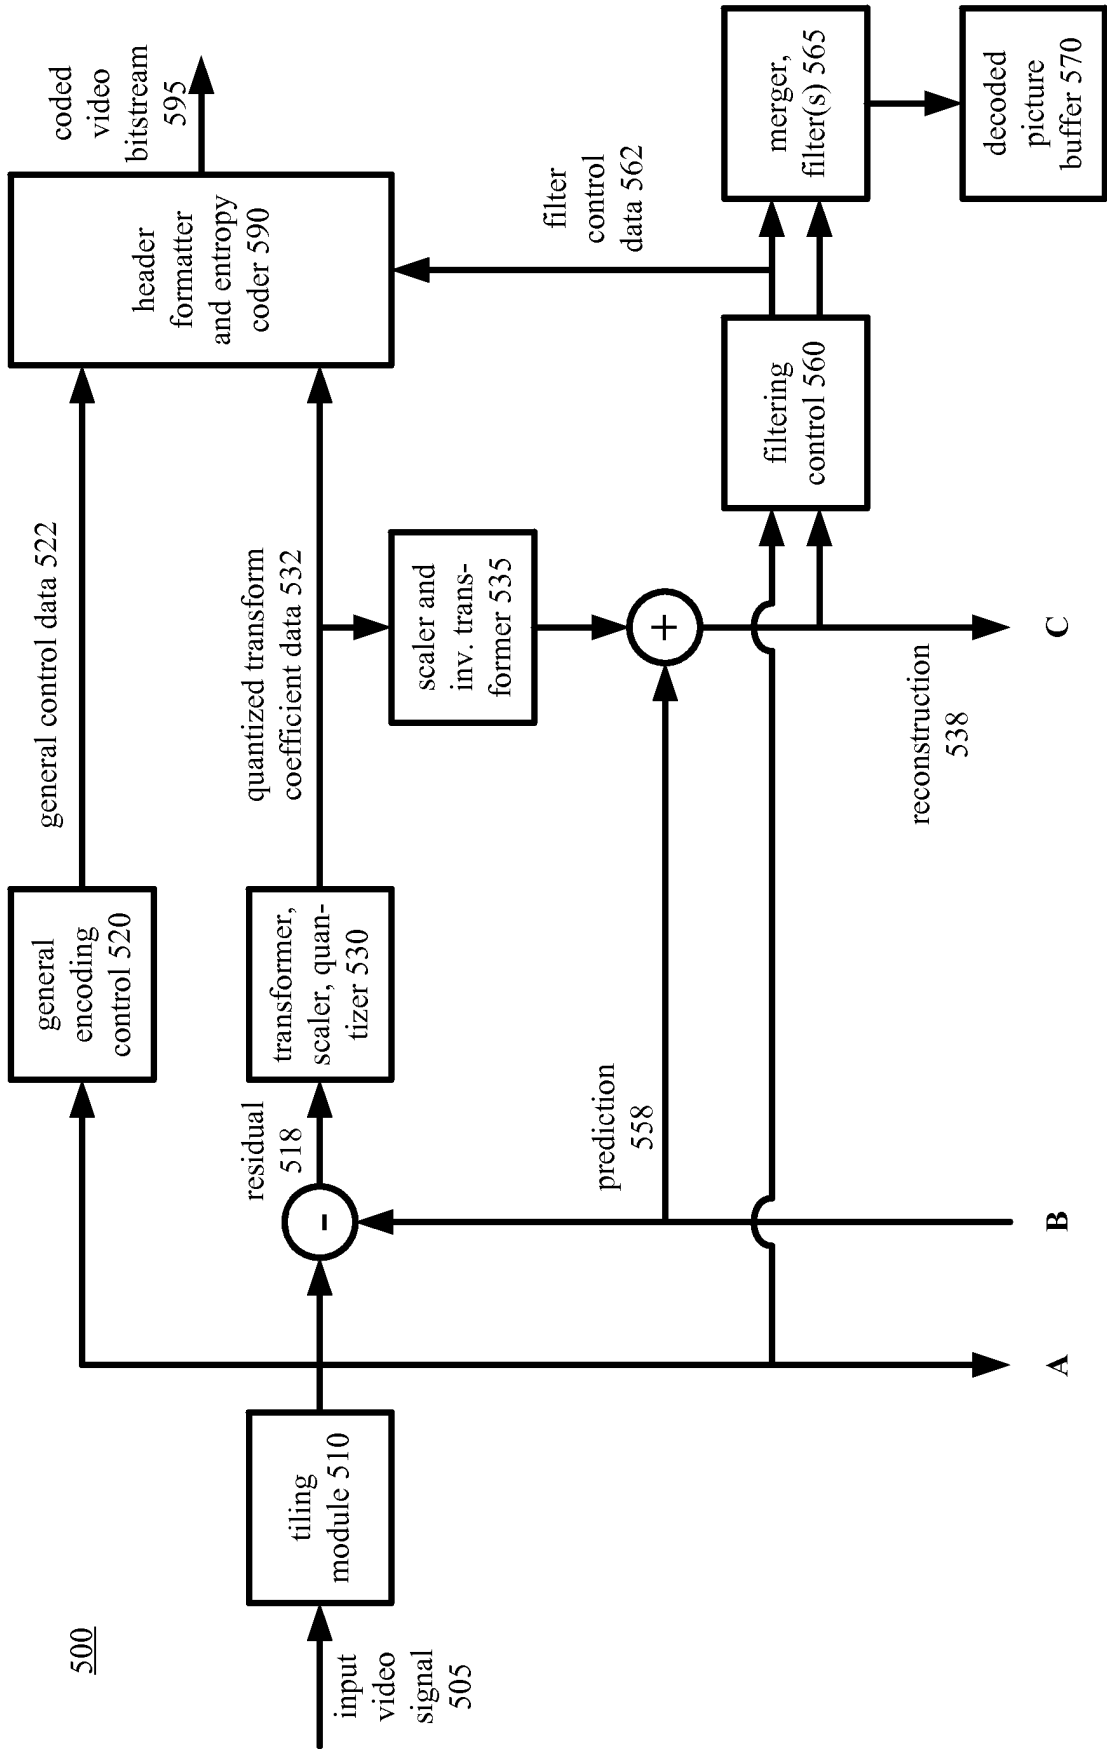 500
input
video
signal
505
tiling
module 510
general
encoding
control 520
general control data 522
residual
518
-
transformer,
scaler, quan-
tizer 530
quantized transform
coefficient data 532
header
formatter
and entropy
coder 590
coded
video
bitstream
595
scaler and
inv. trans-
former 535
prediction
558
+
filter
control
data 562
filtering
control 560
merger,
filter(s) 565
decoded
picture
buffer 570
reconstruction
538
A
B
C